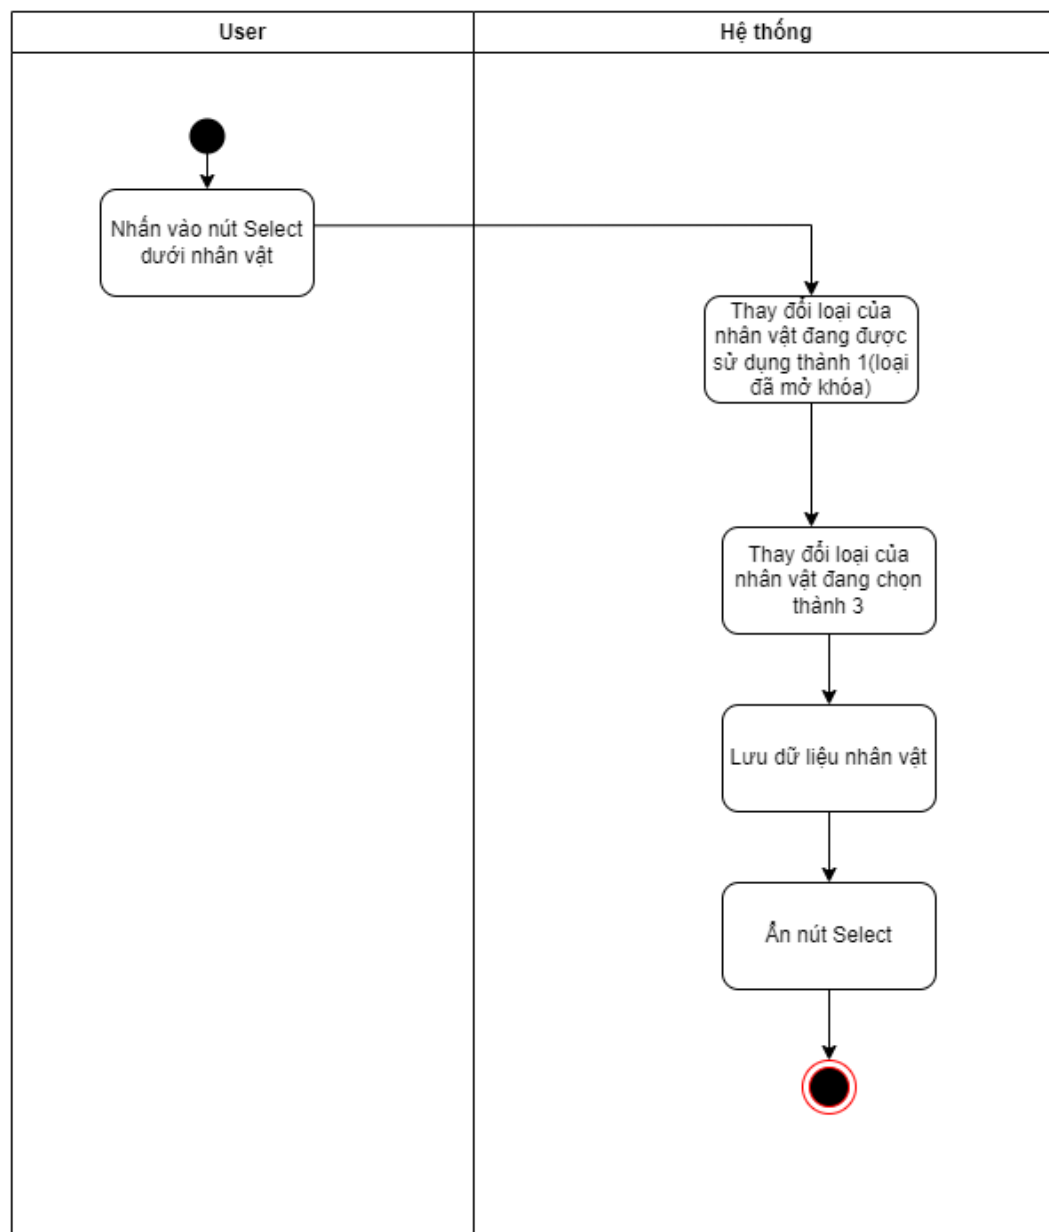 User
Hệ thống
Nhấn vào nút Select
dưới nhân vật
Thay đổi loại của
nhân vật đang được
sử dụng thành 1(loại
đã mở khóa)
Thay đổi loại của
nhân vật đang chọn
thành 3
Lưu dữ liệu nhân vật
Ẩn nút Select